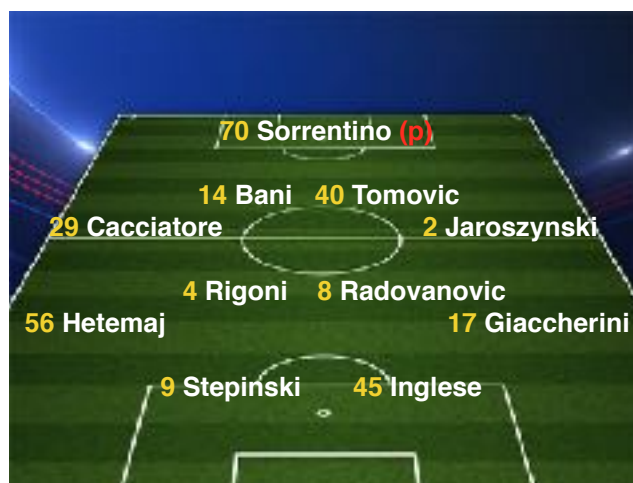 70 Sorrentino (p)
14 Bani 40 Tomovic
29 Cacciatore 2 Jaroszynski
4 Rigoni 8 Radovanovic
56 Hetemaj 17 Giaccherini
9 Stepinski 45 Inglese